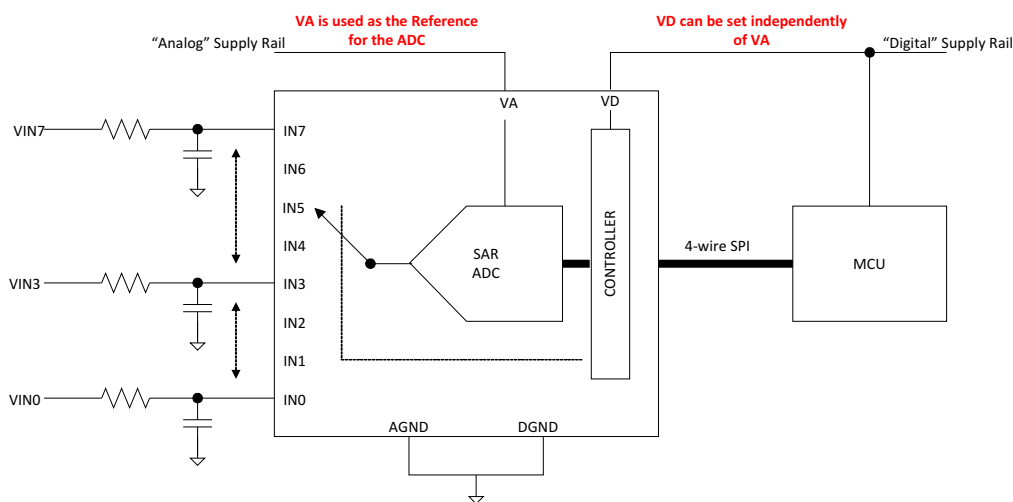 VA is used as the Reference
for the ADC
VD can be set independently
of VA
“Analog” Supply Rail
“Digital” Supply Rail
VA
VD
VIN7
IN7
IN6
IN5
IN4
VIN3
IN3
IN2
IN1
VIN0
IN0
SAR
ADC
CONTROLLER
4-wire SPI
MCU
AGND
DGND